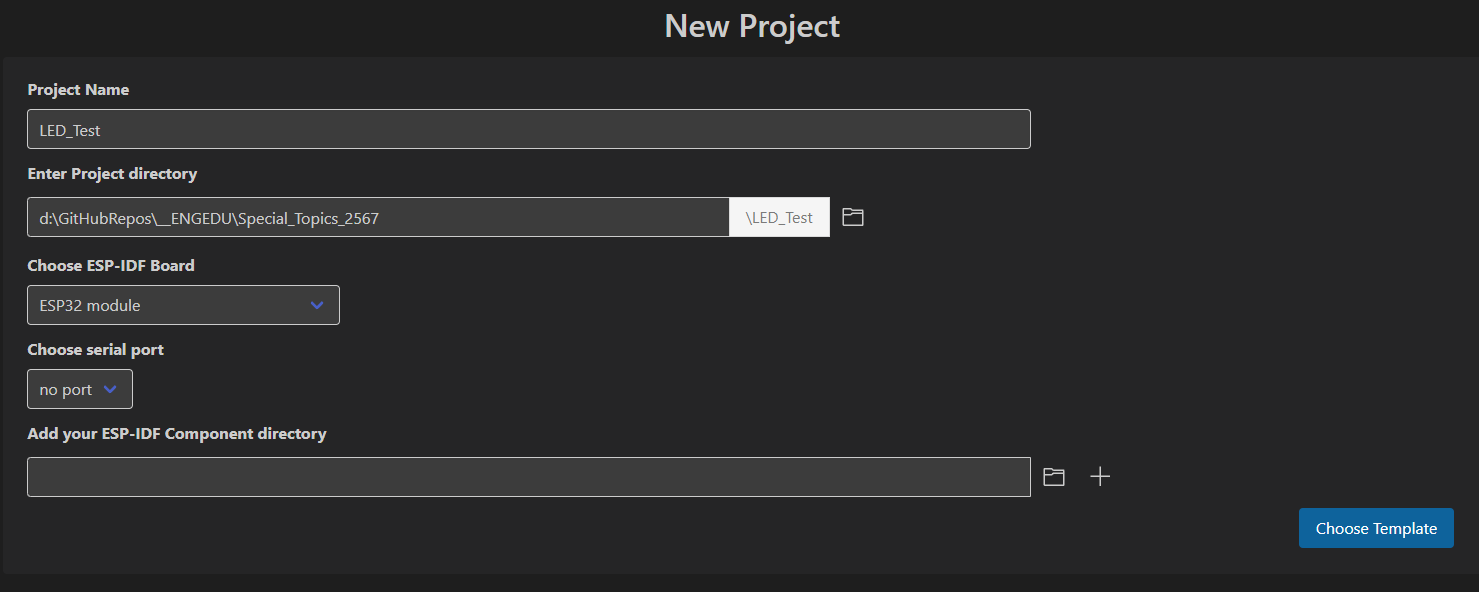 New Project
Project Name
LED_Test
Enter Project directory
d:\GitHubRepos\__ENGEDU\Special_Topics_2567 \LED_Test
Choose ESP-IDF Board
ESP32 module
Choose serial port
no port
Add your ESP-IDF Component directory
Choose Template